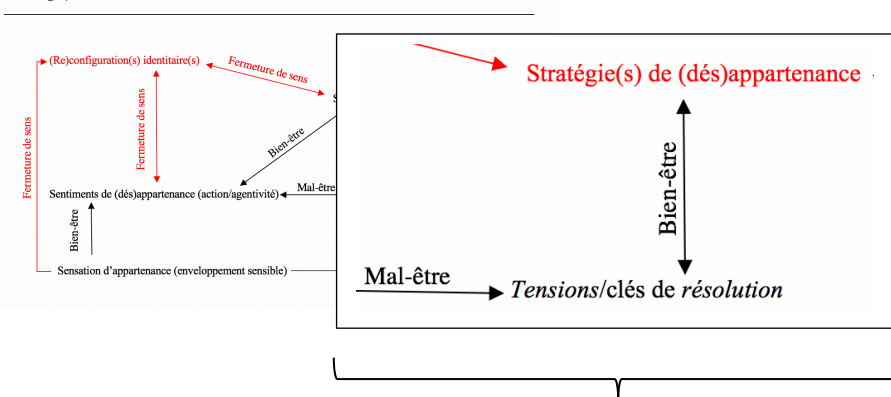 (Re)configuration(s) identitaire(s)
Fermeture de sens
Stratégie(s) de (dés)appartenance
Fermeture de sens
Fermeture de sens
Bien-être
Bien-être
Sentiments de (dés)appartenance (action/agentivité)
Mal-être
Bien-être
Sensation d'appartenance (enveloppement sensible)
Mal-être
Tensions/clés de résolution